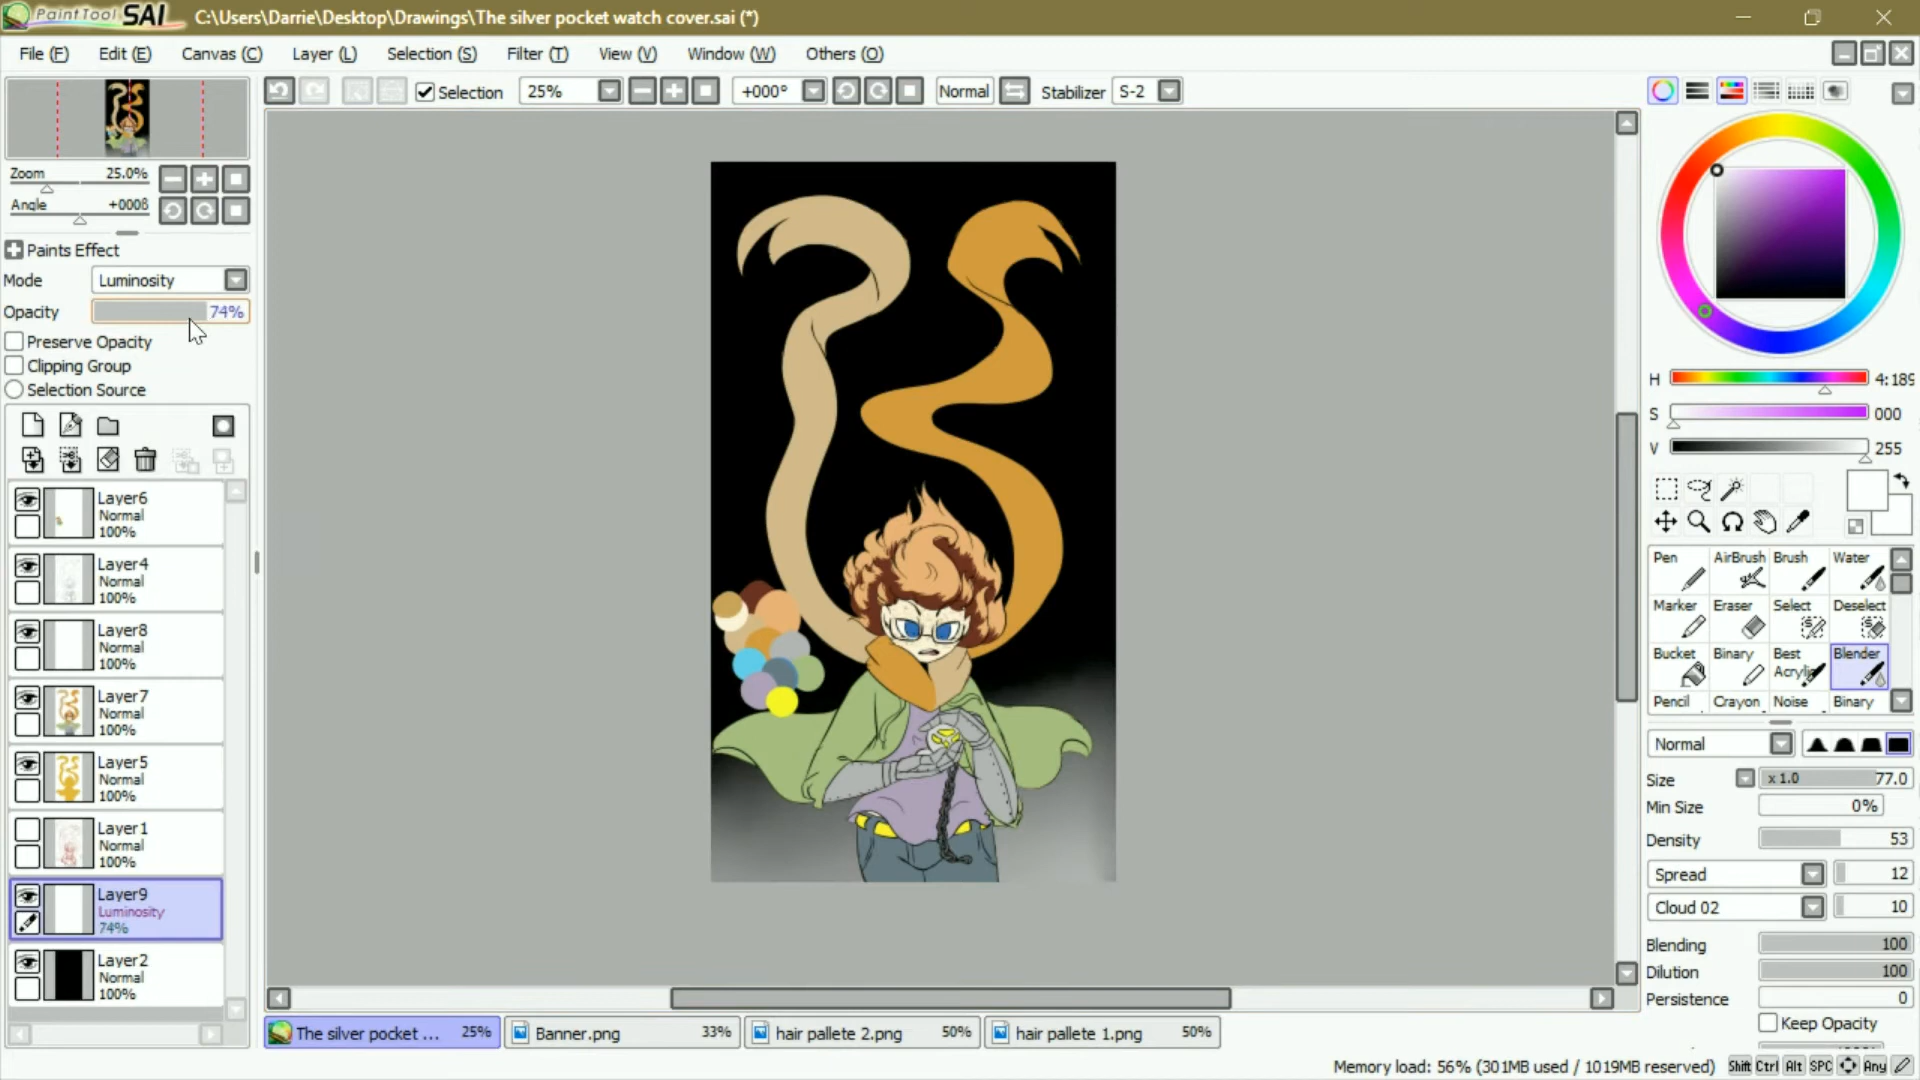 PaintTool SAI C:\Users\Darrie\Desktop\Drawings\The silver pocket watch cover.sai (*)
File (F) Edit (E) Canvas (C) Layer (L) Selection (S) Filter (T) View (V) Window (W) Others (O)
Selection 25% +000° Normal Stabilizer S-2
Zoom 25.0%
Angle +000ß
Paints Effect
Mode Luminosity
Opacity 74%
Preserve Opacity
Clipping Group
Selection Source
Layer6
Normal
100%
Layer4
Normal
100%
Layer8
Normal
100%
Layer7
Normal
100%
Layer5
Normal
100%
Layer1
Normal
100%
Layer9
Luminosity
74%
Layer2
Normal
100%
H 4:189
S 000
V 255
Pen AirBrush Brush Water
Marker Eraser Select Deselect
Bucket Binary Best Acrylic Blender
Pencil Crayon Noise Binary
Normal
Size x 1.0 77.0
Min Size 0%
Density 53
Spread 12
Cloud 02 10
Blending 100
Dilution 100
Persistence 0
Keep Opacity
The silver pocket ... 25% Banner.png 33% hair pallete 2.png 50% hair pallete 1.png 50%
Memory load: 56% (301MB used / 1019MB reserved) Shift Ctrl Alt SPC Any